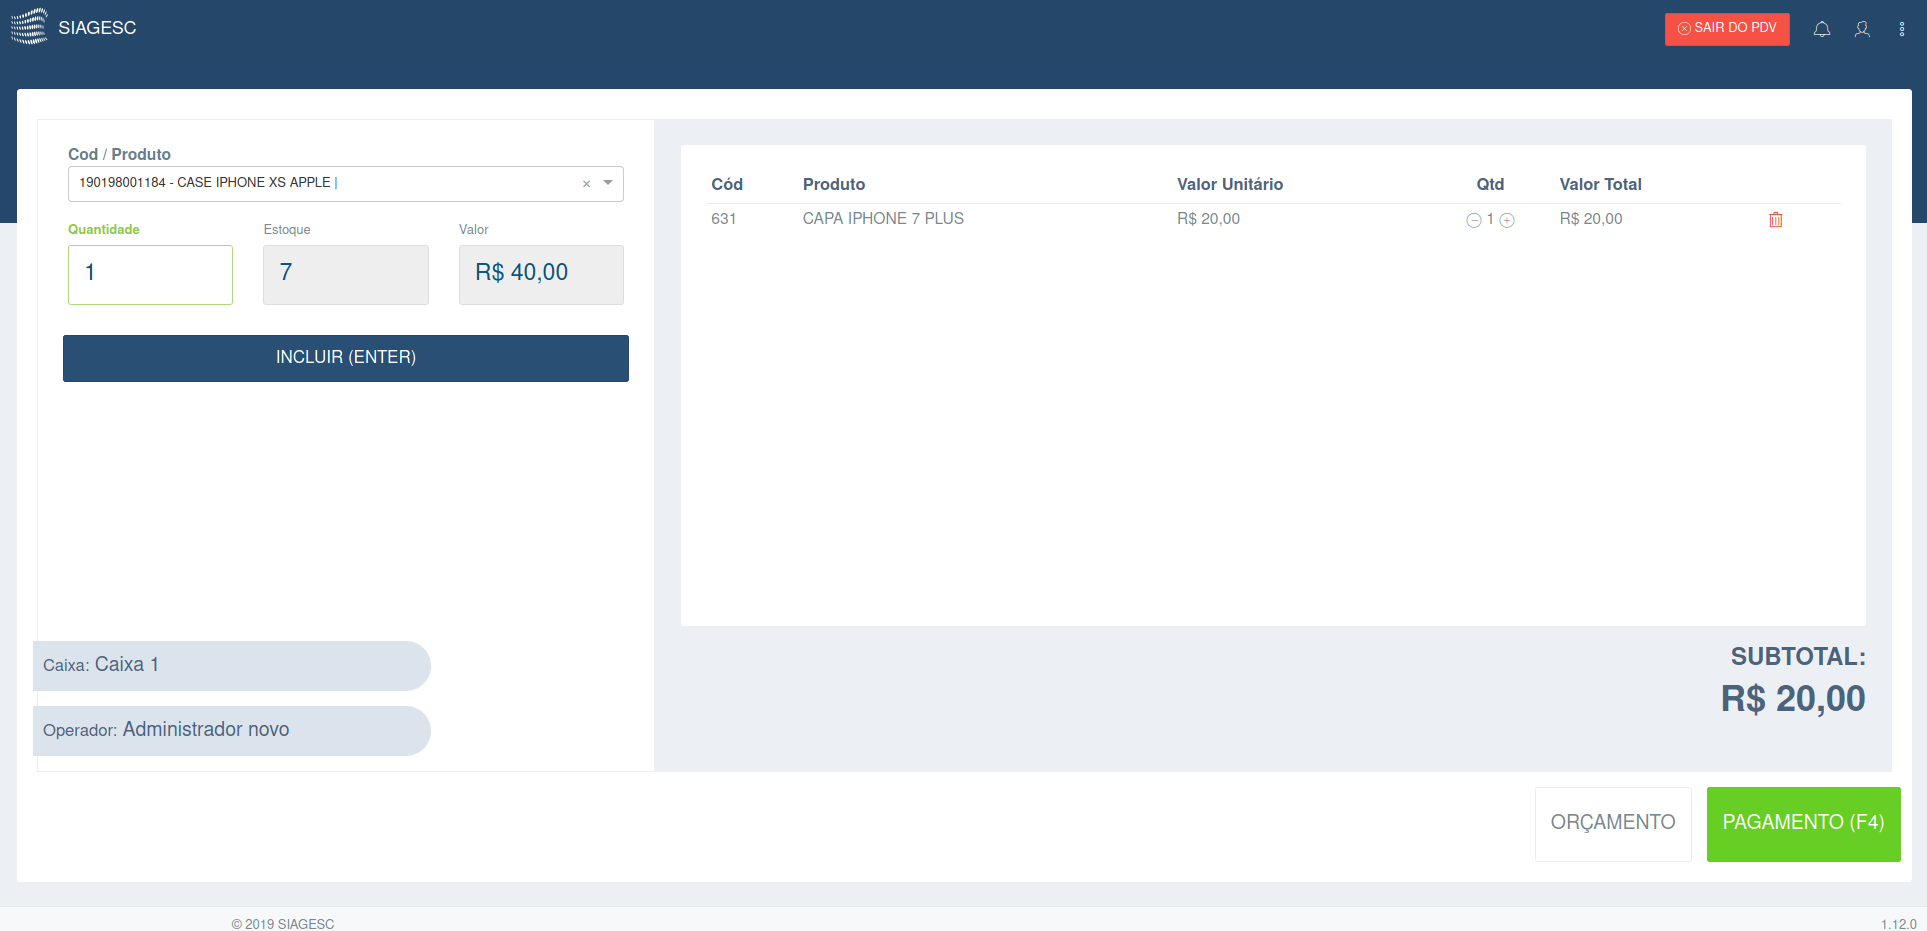 SIAGESC
SAIR DO PDV
Cod / Produto
190198001184 - CASE IPHONE XS APPLE |
Quantidade Estoque Valor
1 7 R$ 40,00
INCLUIR (ENTER)
Caixa: Caixa 1
Operador: Administrador novo
Cód Produto Valor Unitário Qtd Valor Total
631 CAPA IPHONE 7 PLUS R$ 20,00 1 R$ 20,00
SUBTOTAL:
R$ 20,00
ORÇAMENTO PAGAMENTO (F4)
© 2019 SIAGESC 1.12.0